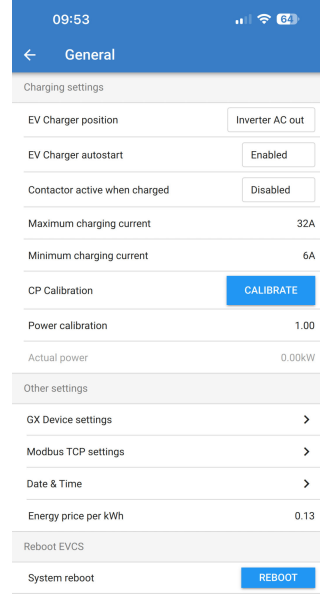 09:53
64
General
Charging settings
EV Charger position Inverter AC out
EV Charger autostart Enabled
Contactor active when charged Disabled
Maximum charging current 32A
Minimum charging current 6A
CP Calibration CALIBRATE
Power calibration 1.00
Actual power 0.00kW
Other settings
GX Device settings
Modbus TCP settings
Date & Time
Energy price per kWh 0.13
Reboot EVCS
System reboot REBOOT